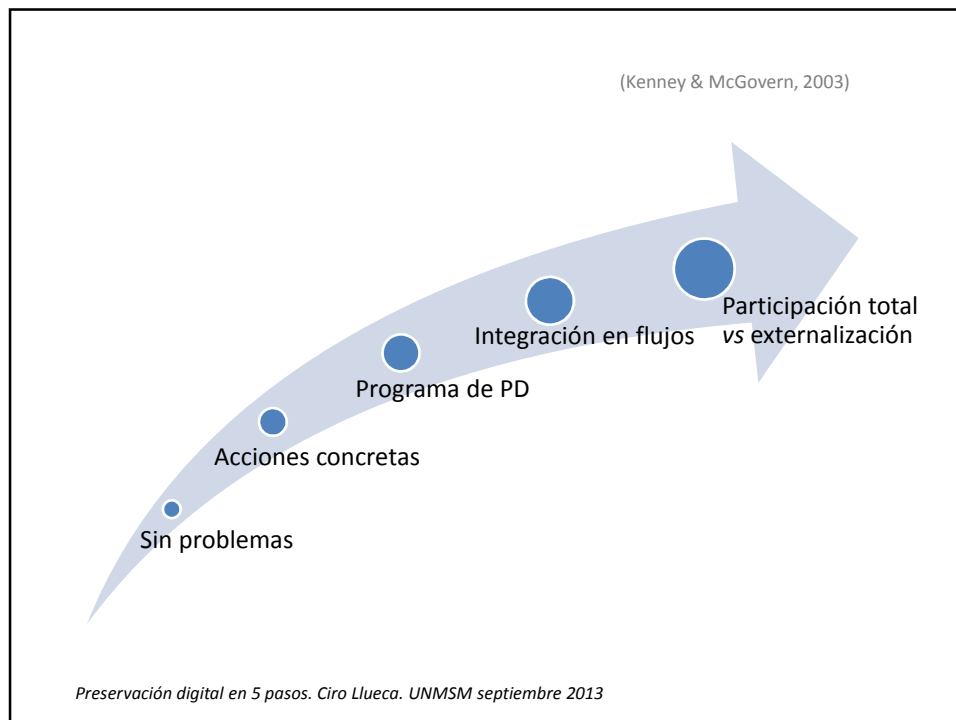 (Kenney & McGovern, 2003)
Participación total
vs externalización
Integración en flujos
Programa de PD
Acciones concretas
Sin problemas
Preservación digital en 5 pasos. Ciro Llueca. UNMSM septiembre 2013